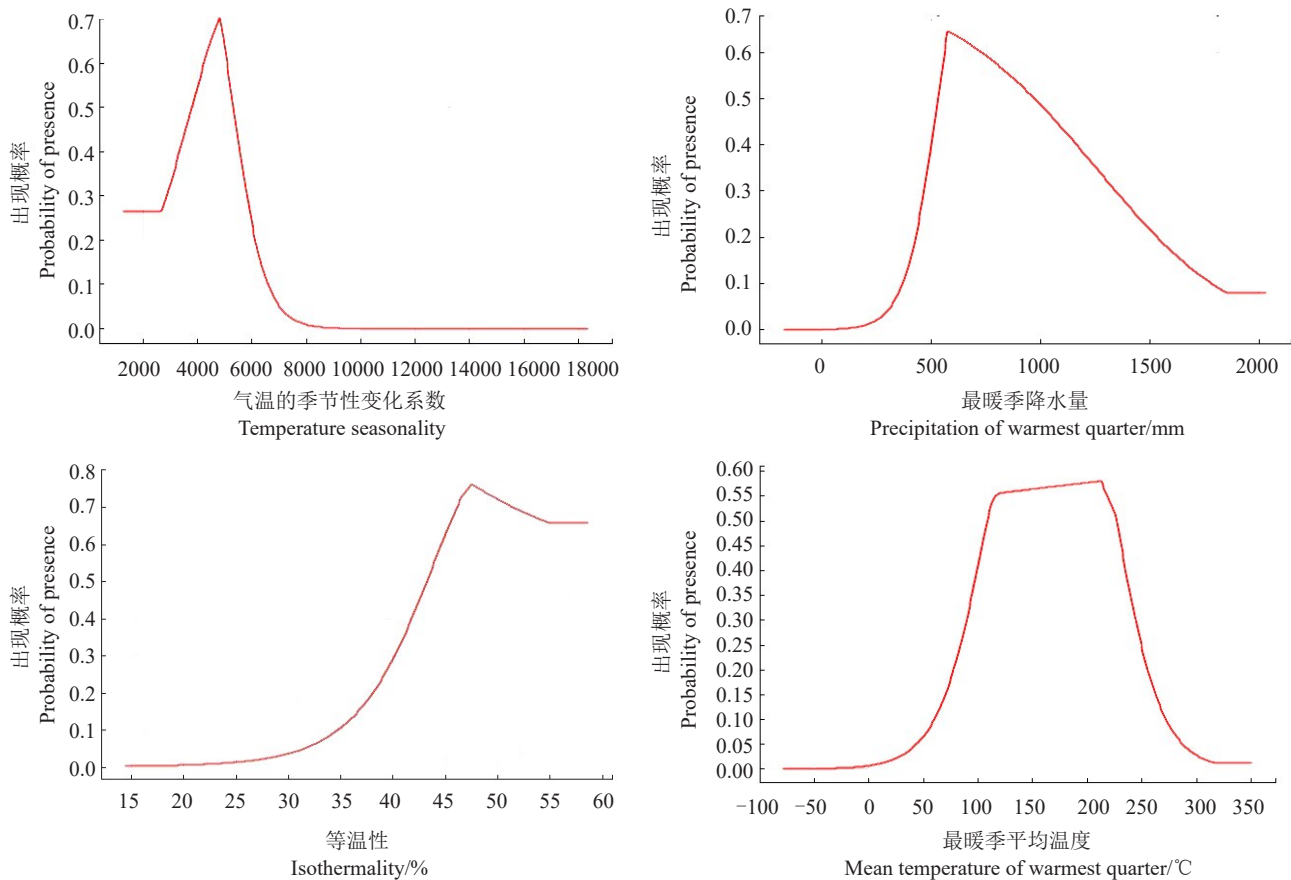 0.7
0.6
0.5
0.4
0.3
0.2
0.1
0.0
出现概率
Probability of presence
2000 4000 6000 8000 10000 12000 14000 16000 18000
气温的季节性变化系数
Temperature seasonality
0.7
0.6
0.5
0.4
0.3
0.2
0.1
0.0
出现概率
Probability of presence
0 500 1000 1500 2000
最暖季降水量
Precipitation of warmest quarter/mm
0.8
0.7
0.6
0.5
0.4
0.3
0.2
0.1
0.0
出现概率
Probability of presence
15 20 25 30 35 40 45 50 55 60
等温性
Isothermality/%
0.60
0.55
0.50
0.45
0.40
0.35
0.30
0.25
0.20
0.15
0.10
0.05
0.00
出现概率
Probability of presence
−100 −50 0 50 100 150 200 250 300 350
最暖季平均温度
Mean temperature of warmest quarter/℃